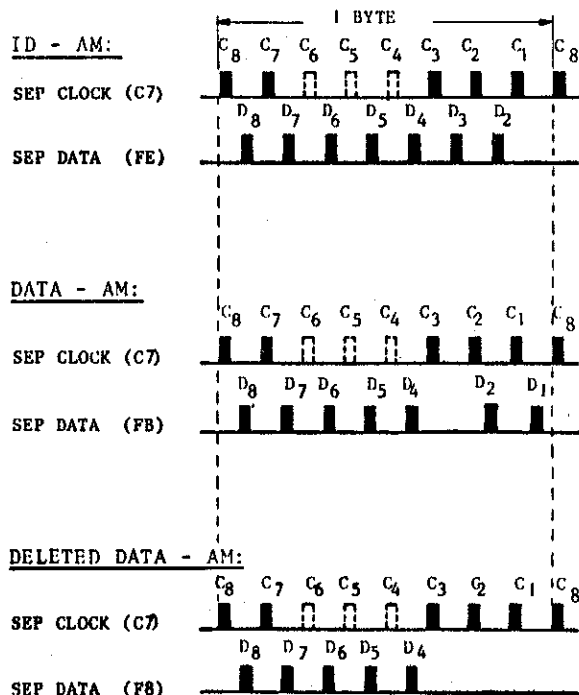 1 BYTE
ID - AM:
C8 C7 C6 C5 C4 C3 C2 C1 C8
SEP CLOCK (C7)
D8 D7 D6 D5 D4 D3 D2
SEP DATA (FE)
DATA - AM:
C8 C7 C6 C5 C4 C3 C2 C1 C8
SEP CLOCK (C7)
D8 D7 D6 D5 D4 D2 D1
SEP DATA (FB)
DELETED DATA - AM:
C8 C7 C6 C5 C4 C3 C2 C1 C8
SEP CLOCK (C7)
D8 D7 D6 D5 D4
SEP DATA (F8)